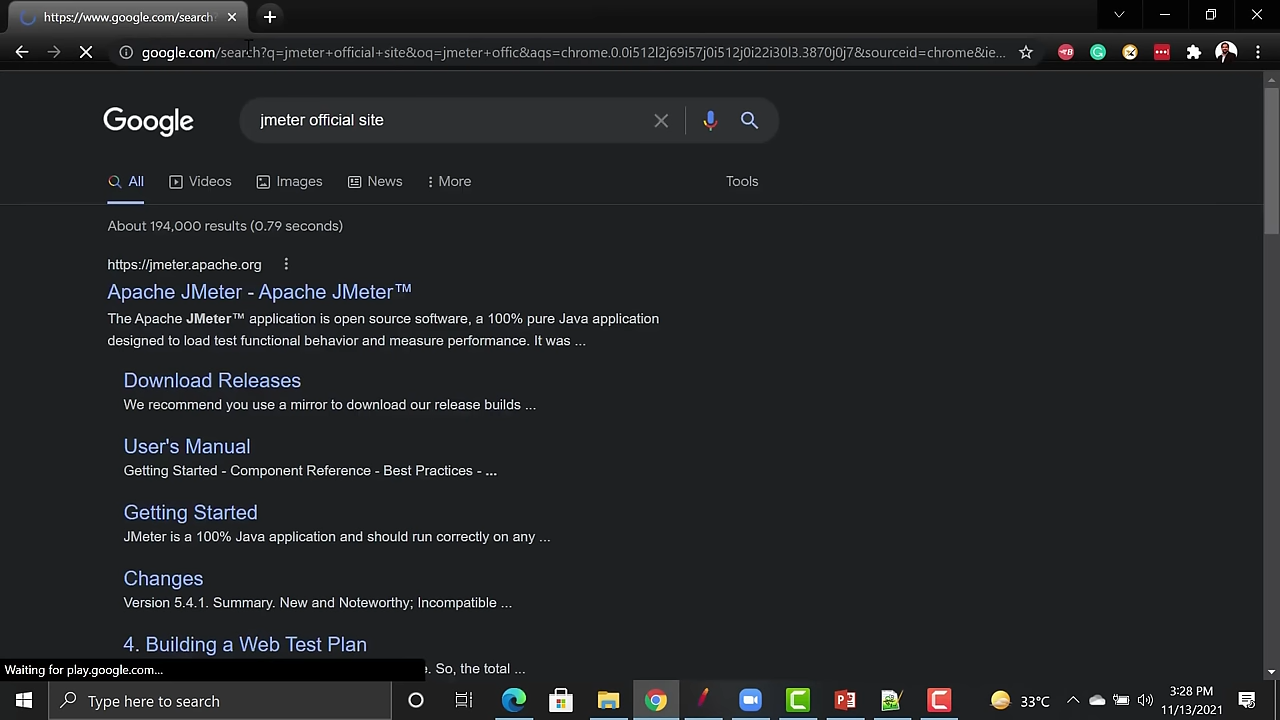 https://www.google.com/search?
google.com/search?q=jmeter+official+site&oq=jmeter+offic&aqs=chrome.0.0i512l2j69i57j0i512j0i22i30l3.3870j0j7&sourceid=chrome&ie...
Google
jmeter official site
All
Videos
Images
News
More
Tools
About 194,000 results (0.79 seconds)
https://jmeter.apache.org
Apache JMeter - Apache JMeter™
The Apache JMeter™ application is open source software, a 100% pure Java application
designed to load test functional behavior and measure performance. It was ...
Download Releases
We recommend you use a mirror to download our release builds ...
User's Manual
Getting Started - Component Reference - Best Practices - ...
Getting Started
JMeter is a 100% Java application and should run correctly on any ...
Changes
Version 5.4.1. Summary. New and Noteworthy; Incompatible ...
4. Building a Web Test Plan
Waiting for play.google.com...
e. So, the total ...
Type here to search
33°C
3:28 PM
11/13/2021